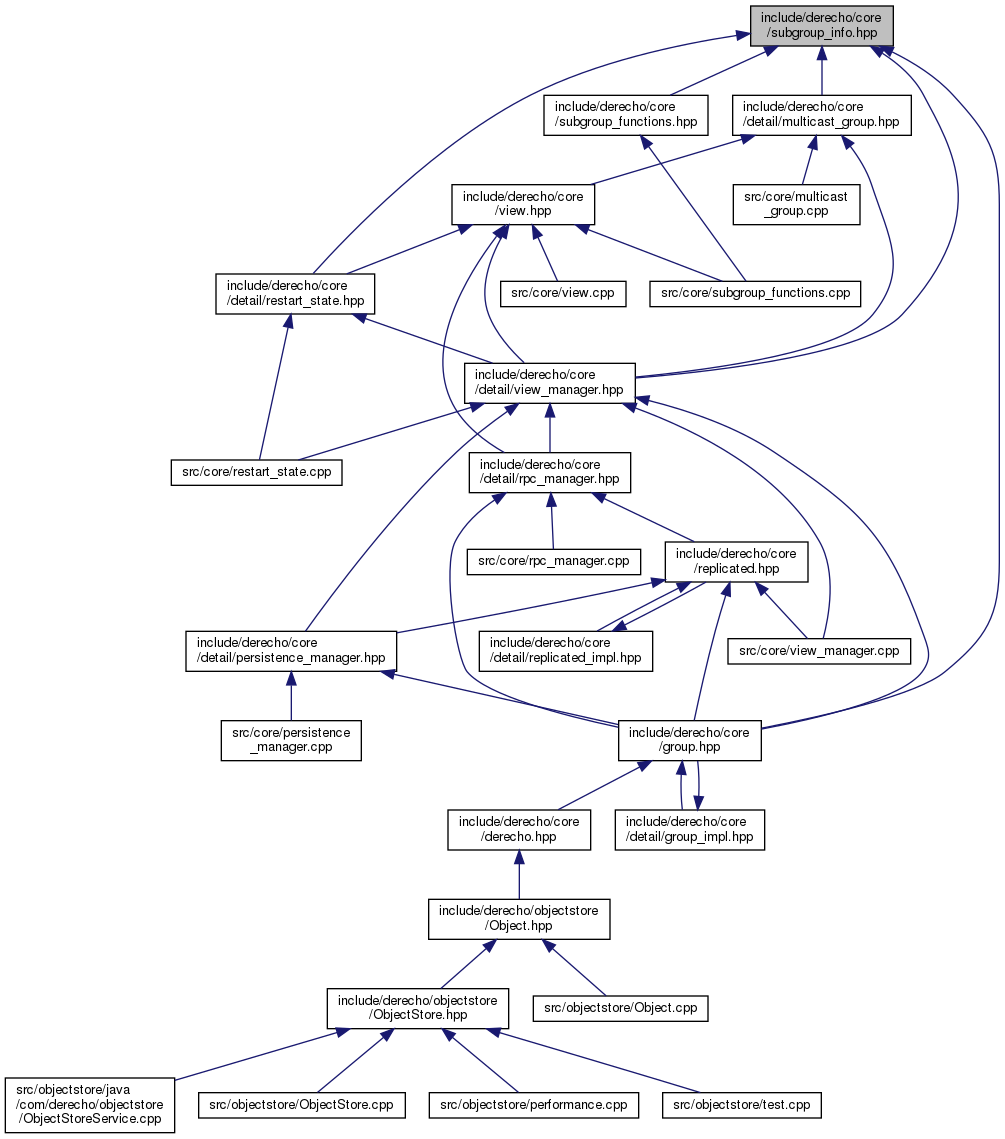 include/derecho/core
/subgroup_info.hpp
include/derecho/core
/subgroup_functions.hpp
include/derecho/core
/detail/multicast_group.hpp
include/derecho/core
/view.hpp
src/core/multicast
_group.cpp
include/derecho/core
/detail/restart_state.hpp
src/core/view.cpp
src/core/subgroup_functions.cpp
include/derecho/core
/detail/view_manager.hpp
src/core/restart_state.cpp
include/derecho/core
/detail/rpc_manager.hpp
src/core/rpc_manager.cpp
include/derecho/core
/replicated.hpp
include/derecho/core
/detail/persistence_manager.hpp
include/derecho/core
/detail/replicated_impl.hpp
src/core/view_manager.cpp
src/core/persistence
_manager.cpp
include/derecho/core
/group.hpp
include/derecho/core
/derecho.hpp
include/derecho/core
/detail/group_impl.hpp
include/derecho/objectstore
/Object.hpp
include/derecho/objectstore
/ObjectStore.hpp
src/objectstore/Object.cpp
src/objectstore/java
/com/derecho/objectstore
/ObjectStoreService.cpp
src/objectstore/ObjectStore.cpp
src/objectstore/performance.cpp
src/objectstore/test.cpp